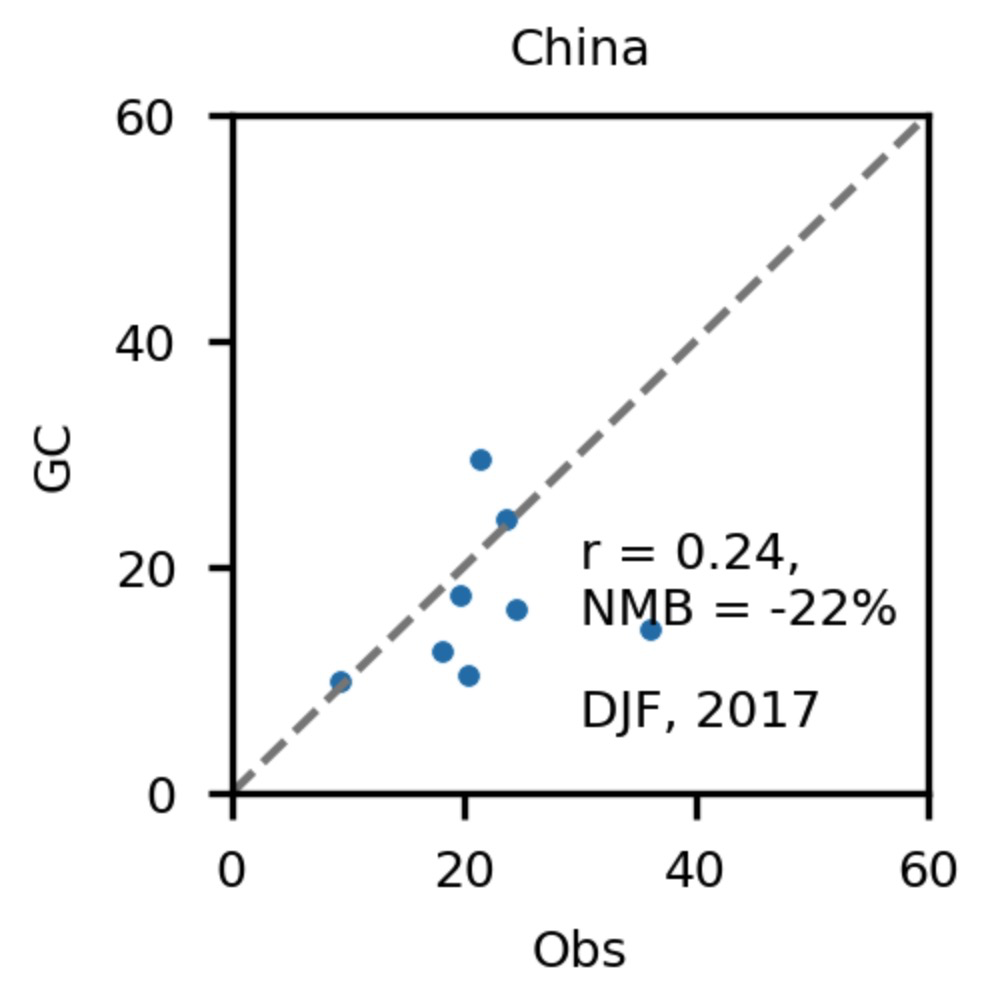 China
60
40
20
0
GC
r = 0.24,
NMB = -22%
DJF, 2017
0 20 40 60
Obs